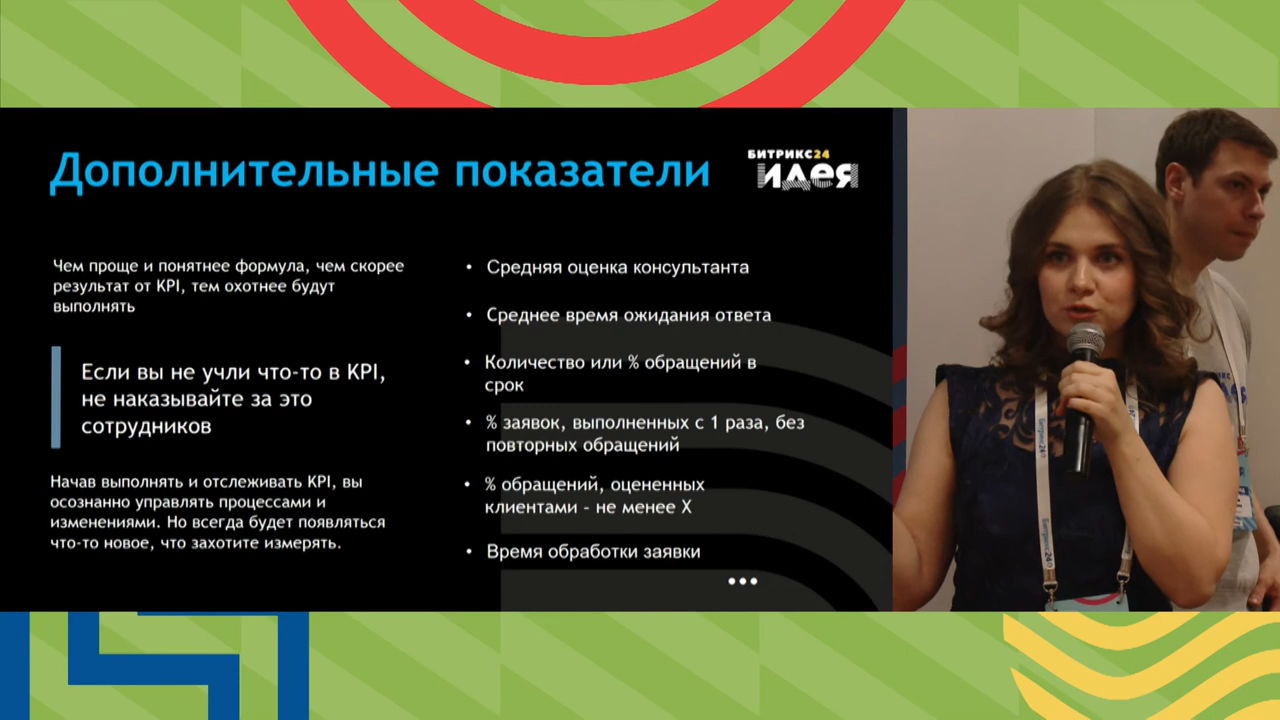 Дополнительные показатели
БИТРИКС24
идея
Чем проще и понятнее формула, чем скорее
результат от KPI, тем охотнее будут
выполнять
Если вы не учли что-то в KPI,
не наказывайте за это
сотрудников
Начав выполнять и отслеживать KPI, вы
осознанно управлять процессами и
изменениями. Но всегда будет появляться
что-то новое, что захотите измерять.
• Средняя оценка консультанта
• Среднее время ожидания ответа
• Количество или % обращений в
срок
• % заявок, выполненных с 1 раза, без
повторных обращений
• % обращений, оцененных
клиентами - не менее X
• Время обработки заявки
...
Битрикс24
Битрикс24